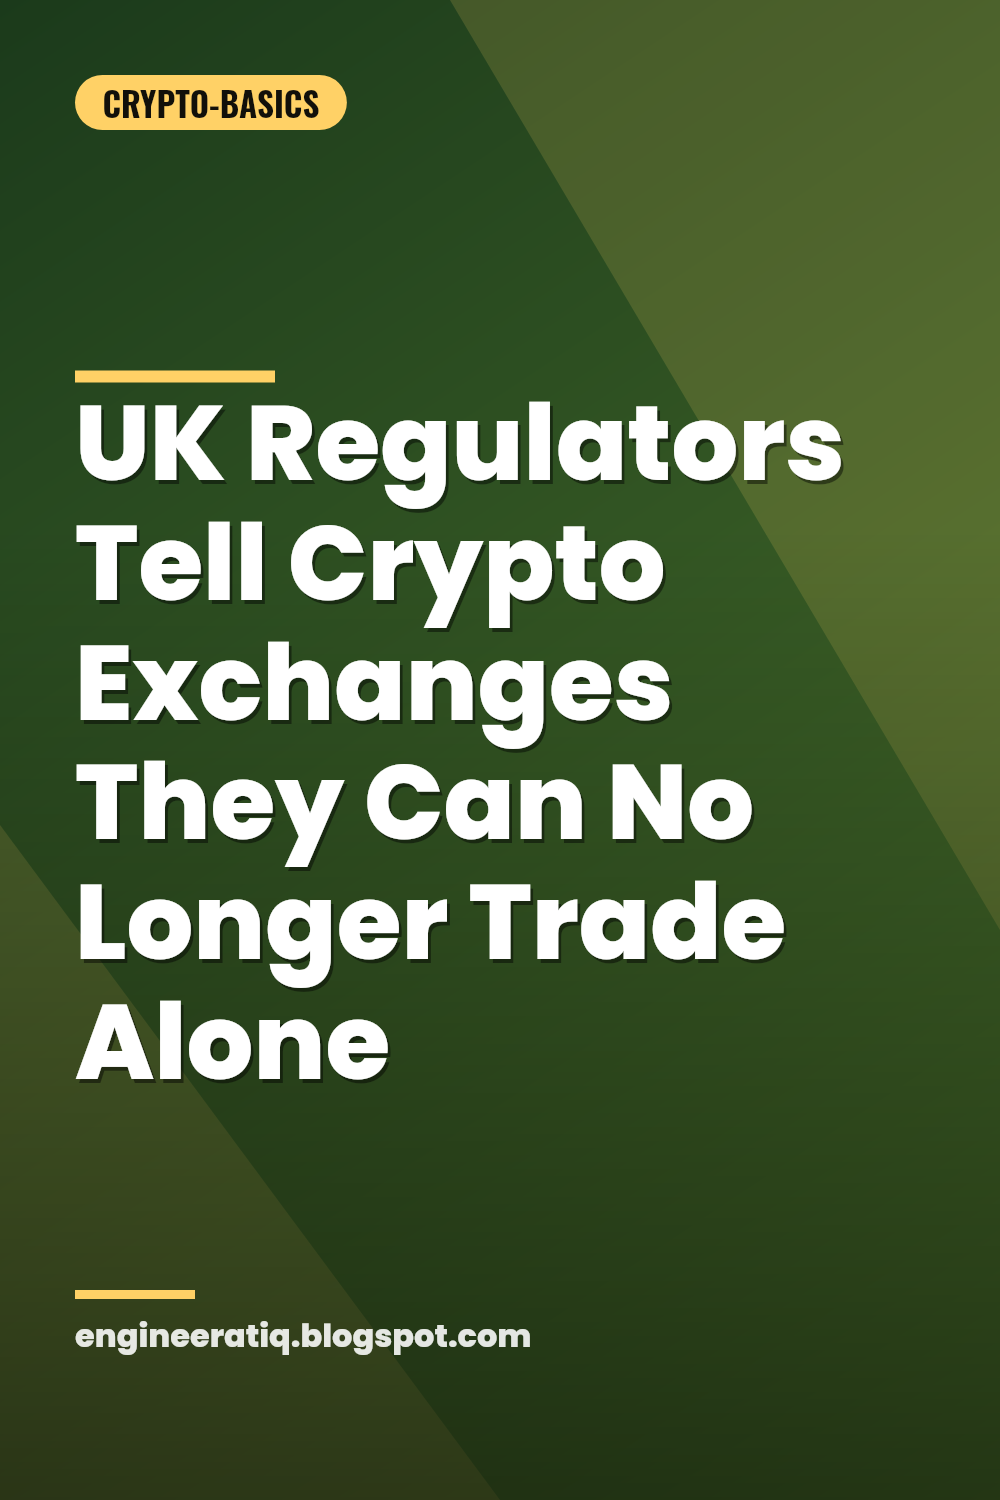 CRYPTO-BASICS
UK Regulators
Tell Crypto
Exchanges
They Can No
Longer Trade
Alone
engineeratiq.blogspot.com